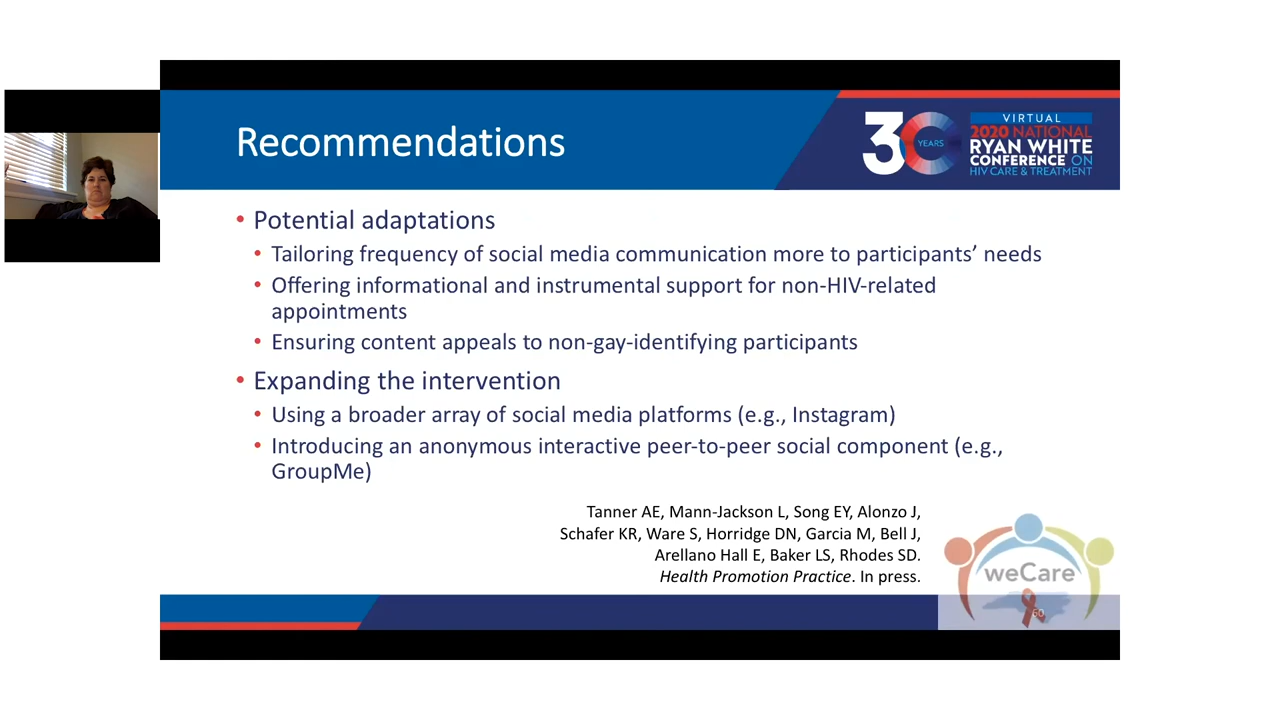 Recommendations
30
YEARS
VIRTUAL
2020 NATIONAL
RYAN WHITE
CONFERENCE ON
HIV CARE & TREATMENT
• Potential adaptations
• Tailoring frequency of social media communication more to participants’ needs
• Offering informational and instrumental support for non-HIV-related
appointments
• Ensuring content appeals to non-gay-identifying participants
• Expanding the intervention
• Using a broader array of social media platforms (e.g., Instagram)
• Introducing an anonymous interactive peer-to-peer social component (e.g.,
GroupMe)
Tanner AE, Mann-Jackson L, Song EY, Alonzo J,
Schafer KR, Ware S, Horridge DN, Garcia M, Bell J,
Arellano Hall E, Baker LS, Rhodes SD.
Health Promotion Practice. In press.
weCare